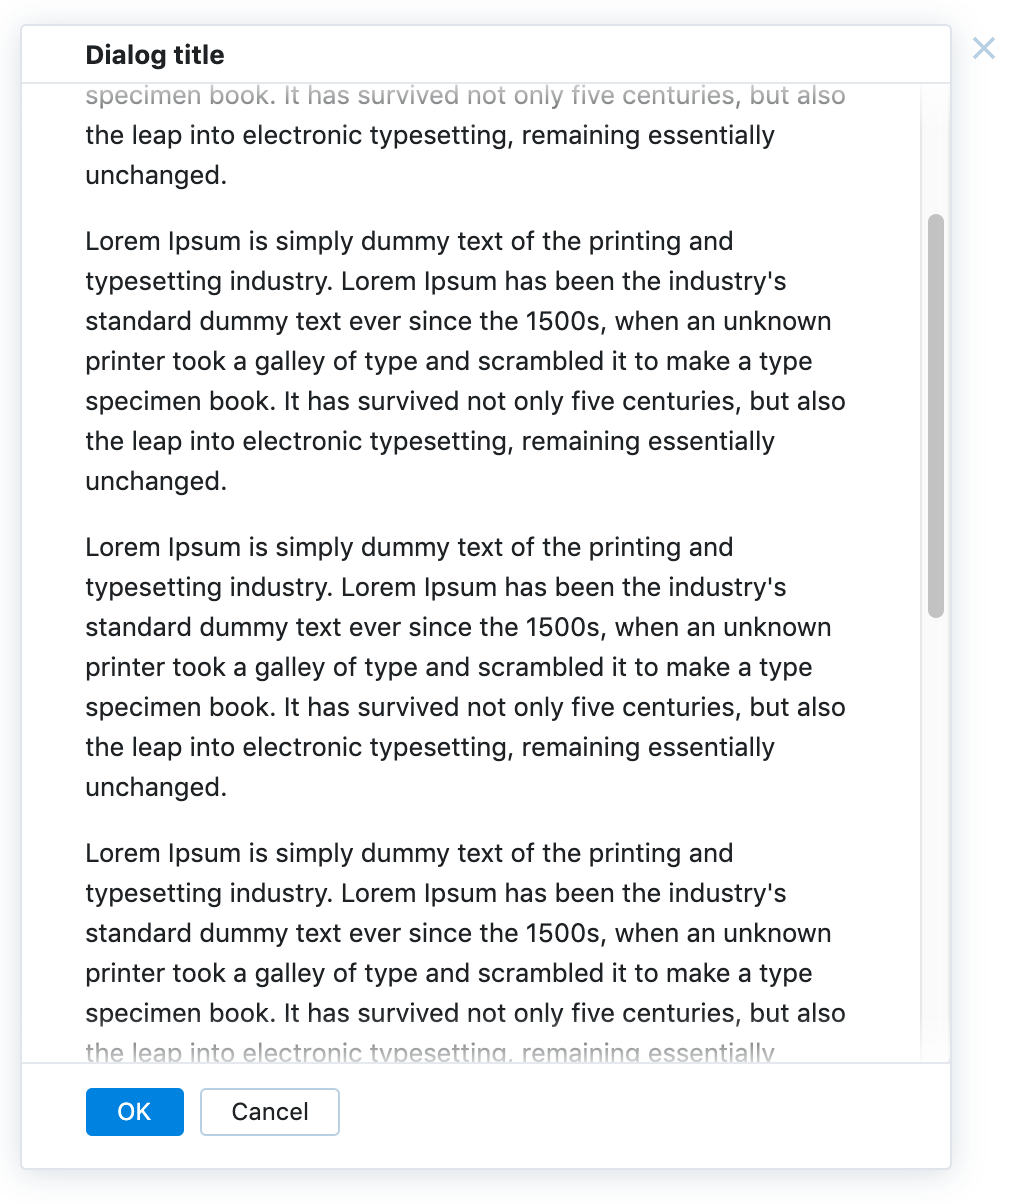 Dialog title
specimen book. It has survived not only five centuries, but also
the leap into electronic typesetting, remaining essentially
unchanged.
Lorem Ipsum is simply dummy text of the printing and
typesetting industry. Lorem Ipsum has been the industry's
standard dummy text ever since the 1500s, when an unknown
printer took a galley of type and scrambled it to make a type
specimen book. It has survived not only five centuries, but also
the leap into electronic typesetting, remaining essentially
unchanged.
Lorem Ipsum is simply dummy text of the printing and
typesetting industry. Lorem Ipsum has been the industry's
standard dummy text ever since the 1500s, when an unknown
printer took a galley of type and scrambled it to make a type
specimen book. It has survived not only five centuries, but also
the leap into electronic typesetting, remaining essentially
unchanged.
Lorem Ipsum is simply dummy text of the printing and
typesetting industry. Lorem Ipsum has been the industry's
standard dummy text ever since the 1500s, when an unknown
printer took a galley of type and scrambled it to make a type
specimen book. It has survived not only five centuries, but also
the leap into electronic typesetting, remaining essentially
OK Cancel